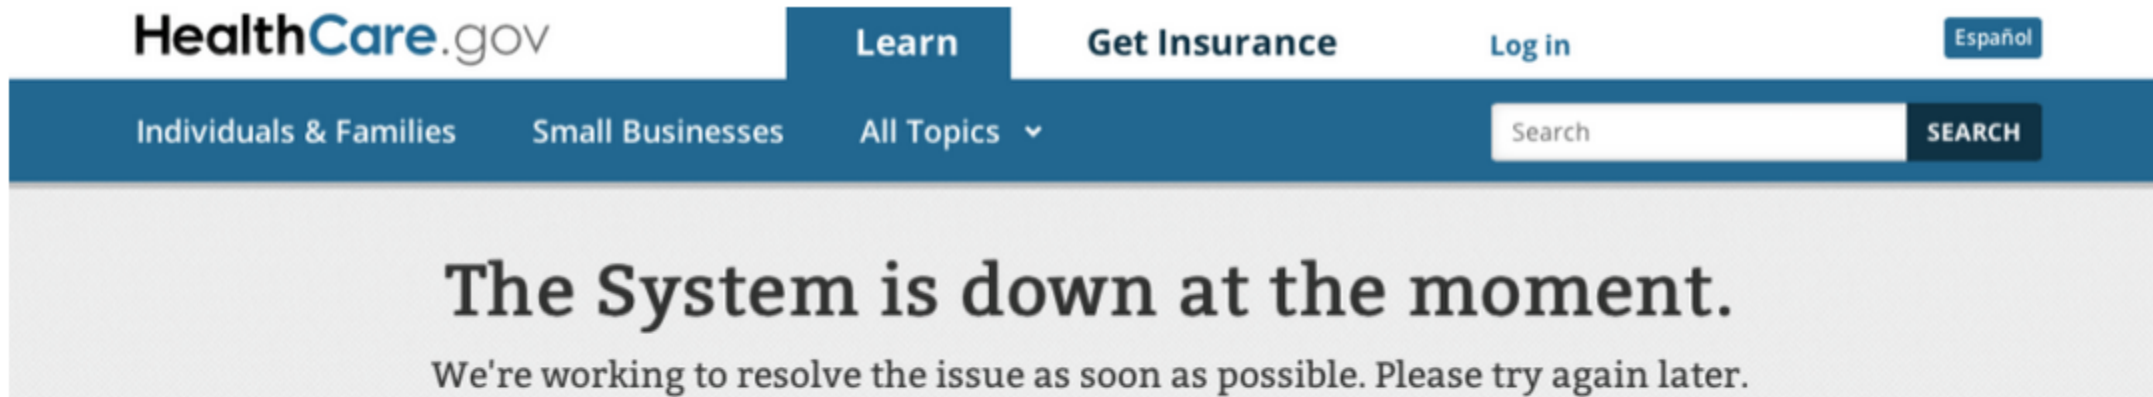 HealthCare.gov Learn Get Insurance Log in Español
Individuals & Families Small Businesses All Topics Search SEARCH
The System is down at the moment.
We're working to resolve the issue as soon as possible. Please try again later.